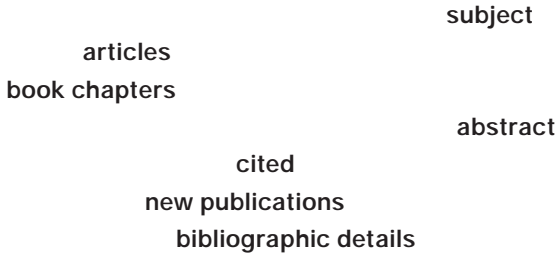 subject
articles
book chapters
abstract
cited
new publications
bibliographic details